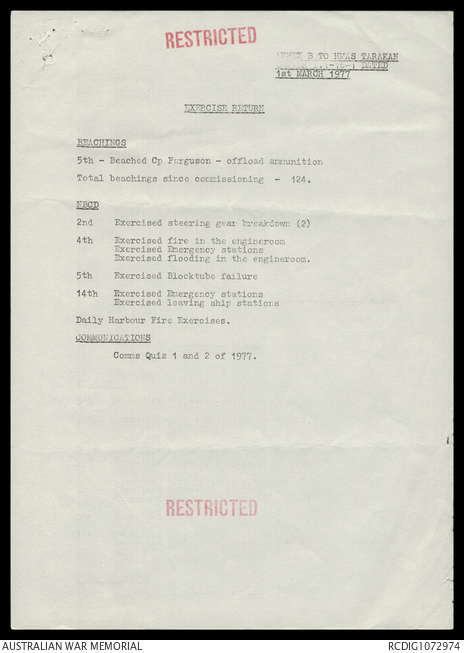 RESTRICTED
ANNEX B TO HMAS TARAKAN
DATED
1st MARCH 1977
EXERCISE RETURN
BEACHINGS
5th - Beached Cp Ferguson - offload ammunition
Total beachings since commissioning - 124.
NBCD
2nd Exercised steering gear breakdown (2)
4th Exercised fire in the engineroom
Exercised Emergency stations
Exercised flooding in the engineroom.
5th Exercised Blocktube failure
14th Exercised Emergency stations
Exercised leaving ship stations
Daily Harbour Fire Exercises.
COMMUNICATIONS
Comms Quiz 1 and 2 of 1977.
RESTRICTED
AUSTRALIAN WAR MEMORIAL
RCDIG1072974